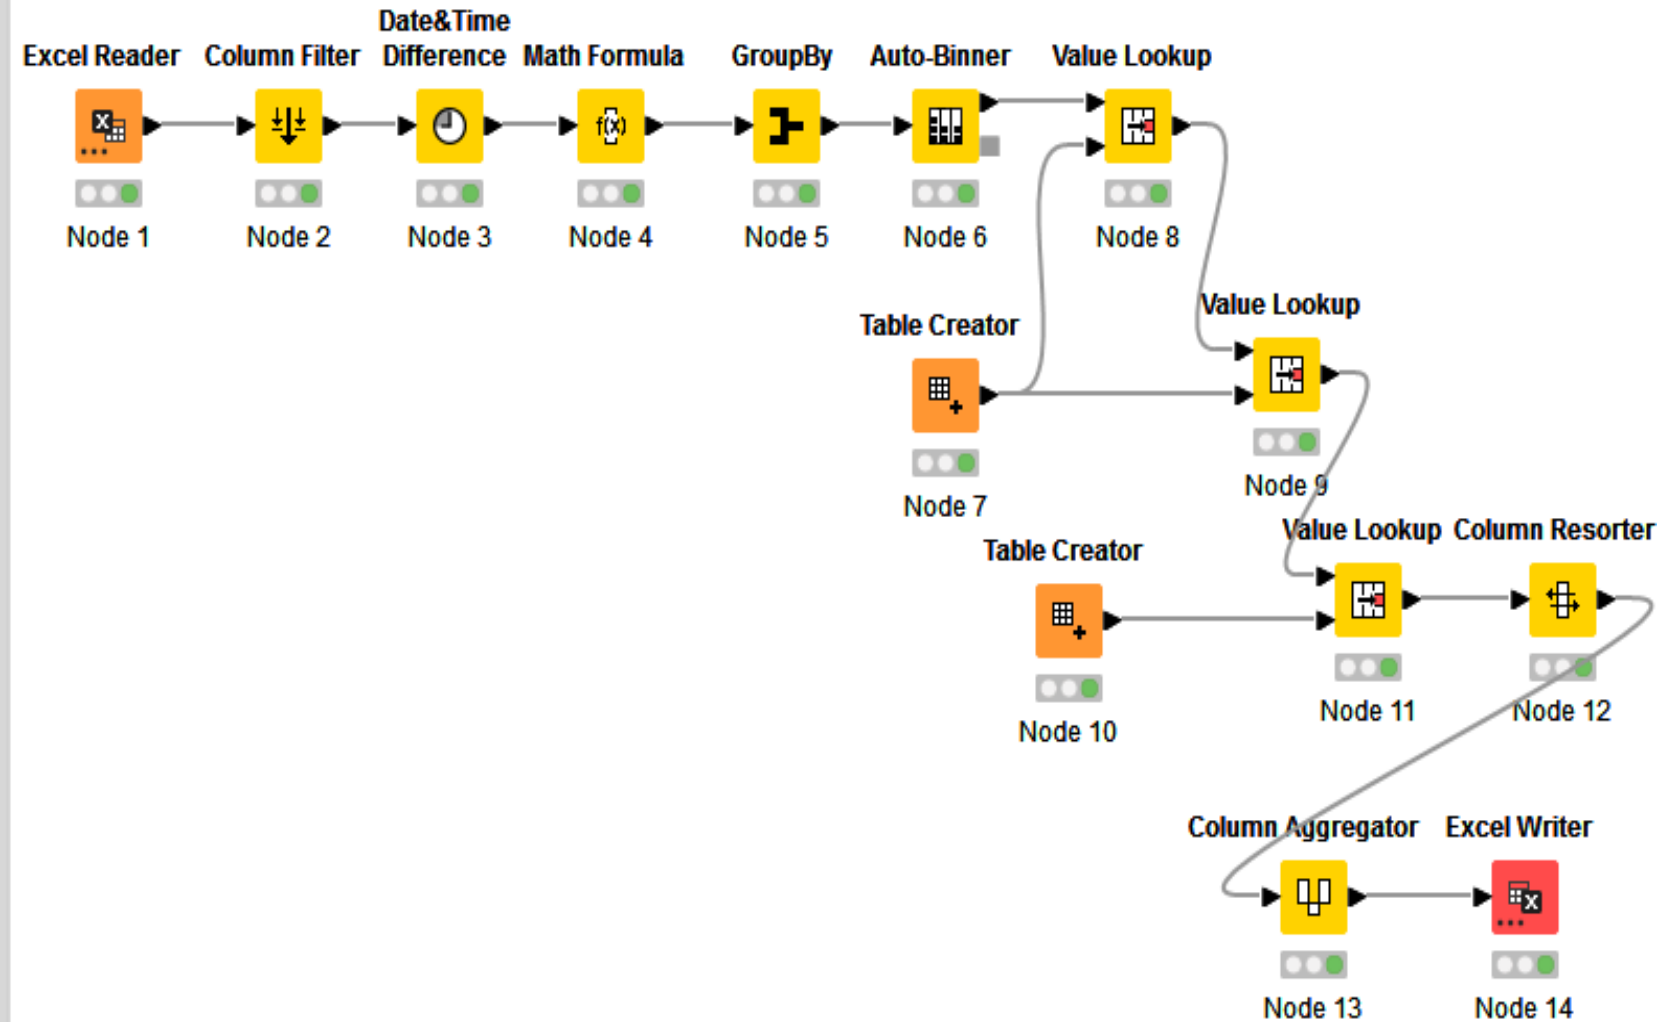 Excel Reader
Column Filter
Date&Time
Difference
Math Formula
GroupBy
Auto-Binner
Value Lookup
f(x)
Node 1
Node 2
Node 3
Node 4
Node 5
Node 6
Node 8
Table Creator
Value Lookup
Node 7
Node 9
Table Creator
Value Lookup
Column Resorter
Node 10
Node 11
Node 12
Column Aggregator
Excel Writer
Node 13
Node 14